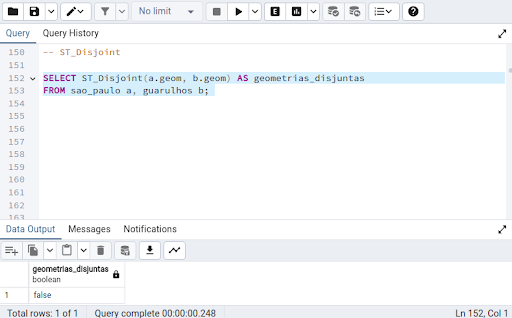 No limit
Query Query History
150 -- ST_Disjoint
151
152 SELECT ST_Disjoint(a.geom, b.geom) AS geometrias_disjuntas
153 FROM sao_paulo a, guarulhos b;
154
155
156
157
158
159
160
161
162
163
Data Output Messages Notifications
geometrias_disjuntas
boolean
1 false
Total rows: 1 of 1 Query complete 00:00:00.248 Ln 152, Col 1